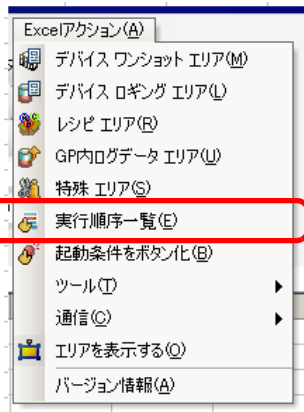 Excelアクション(A)
デバイス ワンショット エリア(M)
デバイス ロギング エリア(L)
レシピ エリア(R)
GP内ログデータ エリア(U)
特殊 エリア(S)
実行順序一覧(E)
起動条件をボタン化(B)
ツール(T)
通信(C)
エリアを表示する(O)
バージョン情報(A)